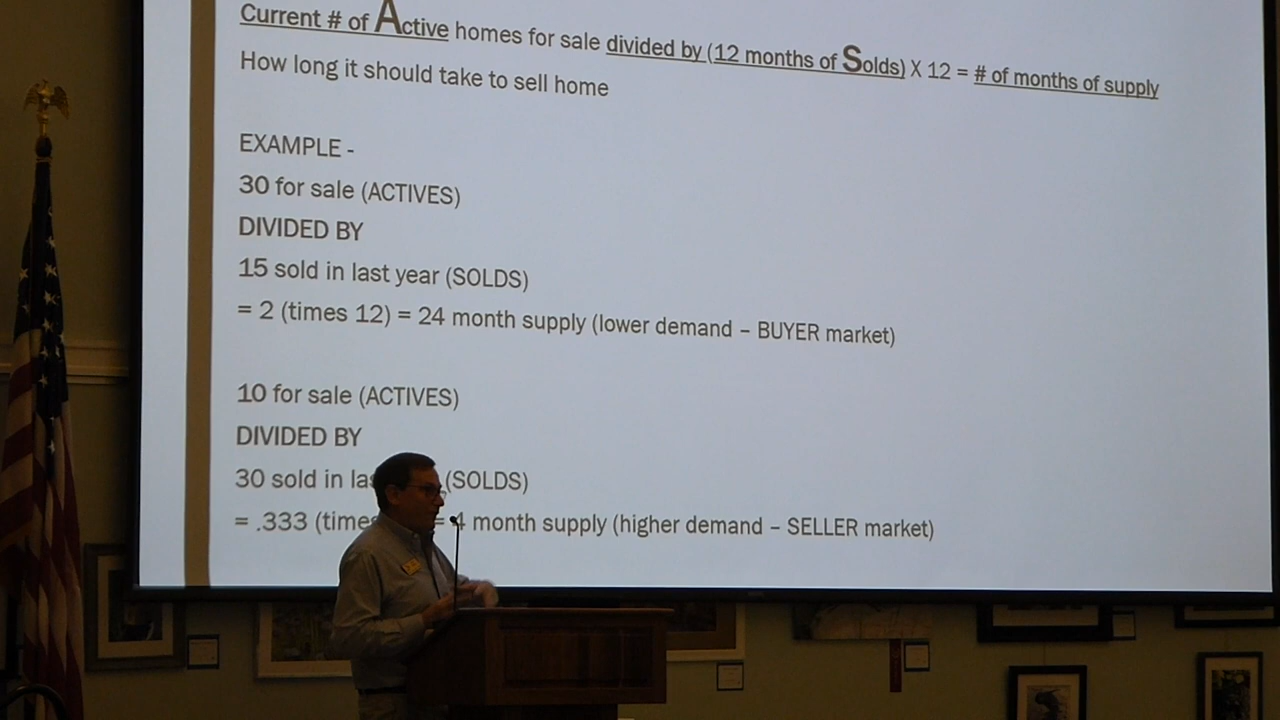 Current # of Active homes for sale divided by (12 months of Solds) X 12 = # of months of supply
How long it should take to sell home
EXAMPLE -
30 for sale (ACTIVES)
DIVIDED BY
15 sold in last year (SOLDS)
= 2 (times 12) = 24 month supply (lower demand – BUYER market)
10 for sale (ACTIVES)
DIVIDED BY
30 sold in (SOLDS)
= .333 (times = 4 month supply (higher demand – SELLER market)